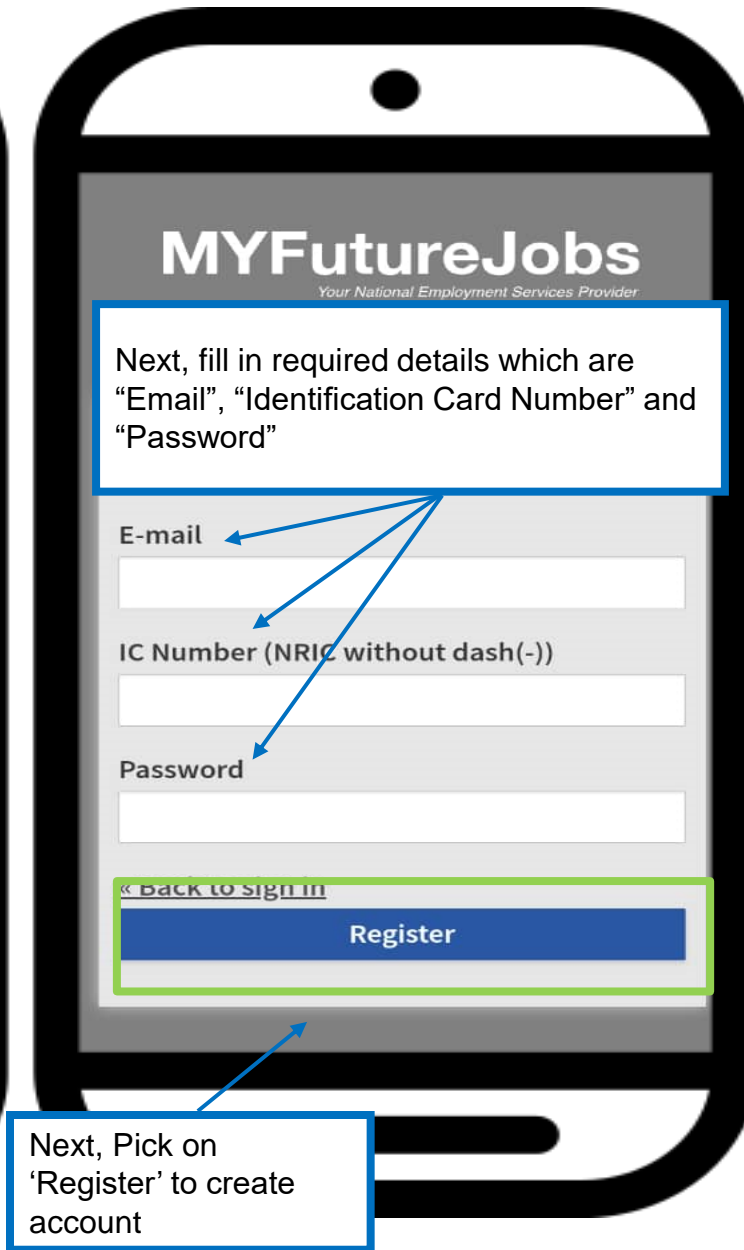 MYFutureJobs
Your National Employment Services Provider
Next, fill in required details which are
“Email”, “Identification Card Number” and
“Password”
E-mail
IC Number (NRIC without dash(-))
Password
« Back to sign in
Register
Next, Pick on
‘Register’ to create
account